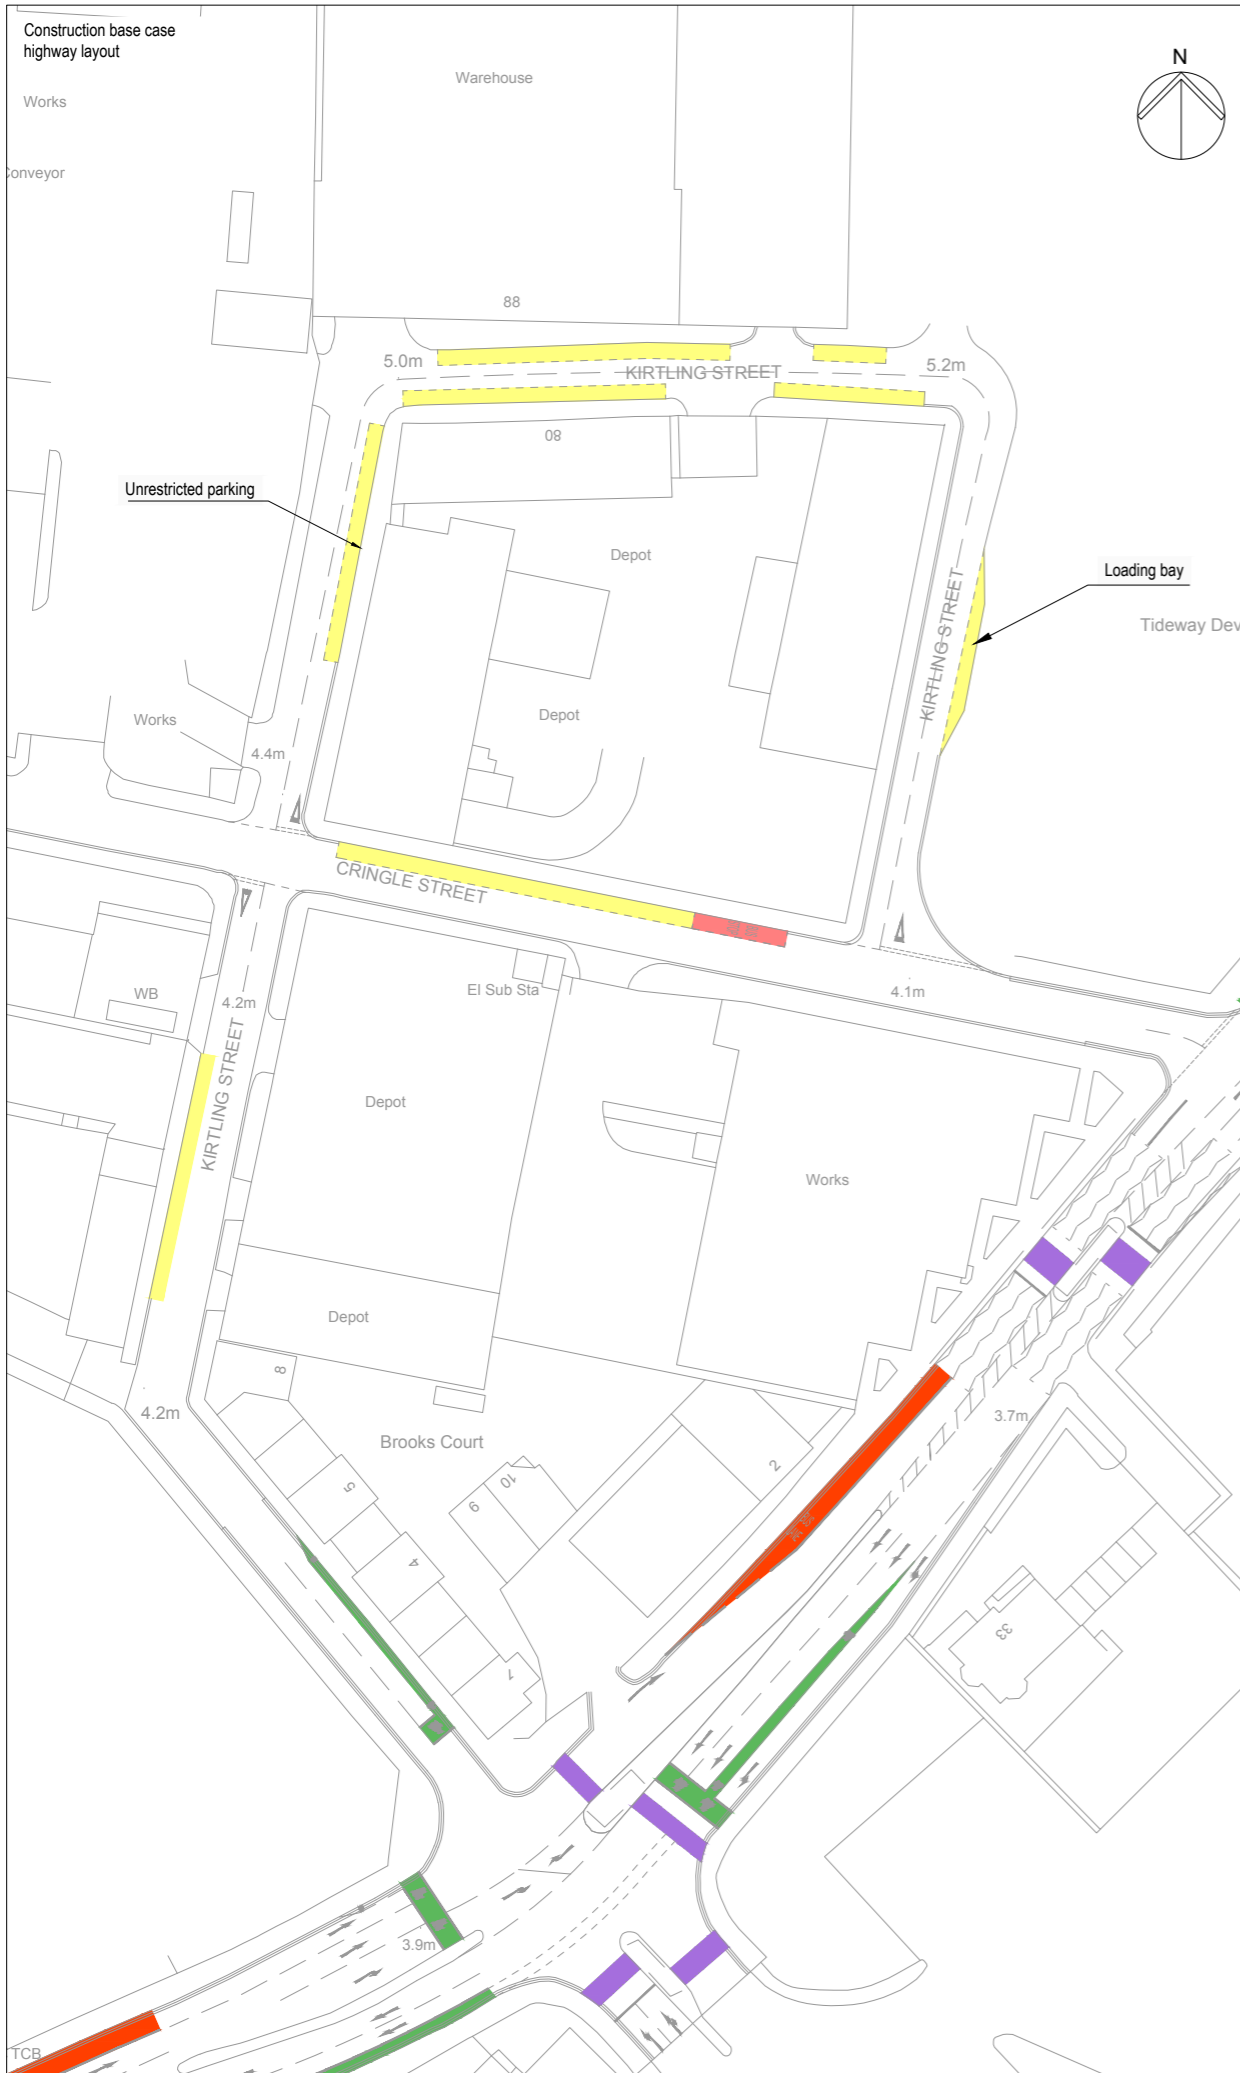 Construction base case
highway layout
N
Works
Warehouse
Conveyor
88
5.0m
KIRTLING STREET
5.2m
80
Unrestricted parking
Depot
Loading bay
KIRTLING STREET
Tideway Dev
Works
Depot
4.4m
CRINGLE STREET
El Sub Sta
4.1m
WB
4.2m
KIRTLING STREET
Depot
Works
Depot
8
4.2m
Brooks Court
3.7m
2
5
10
9
4
33
1
3.9m
TCB